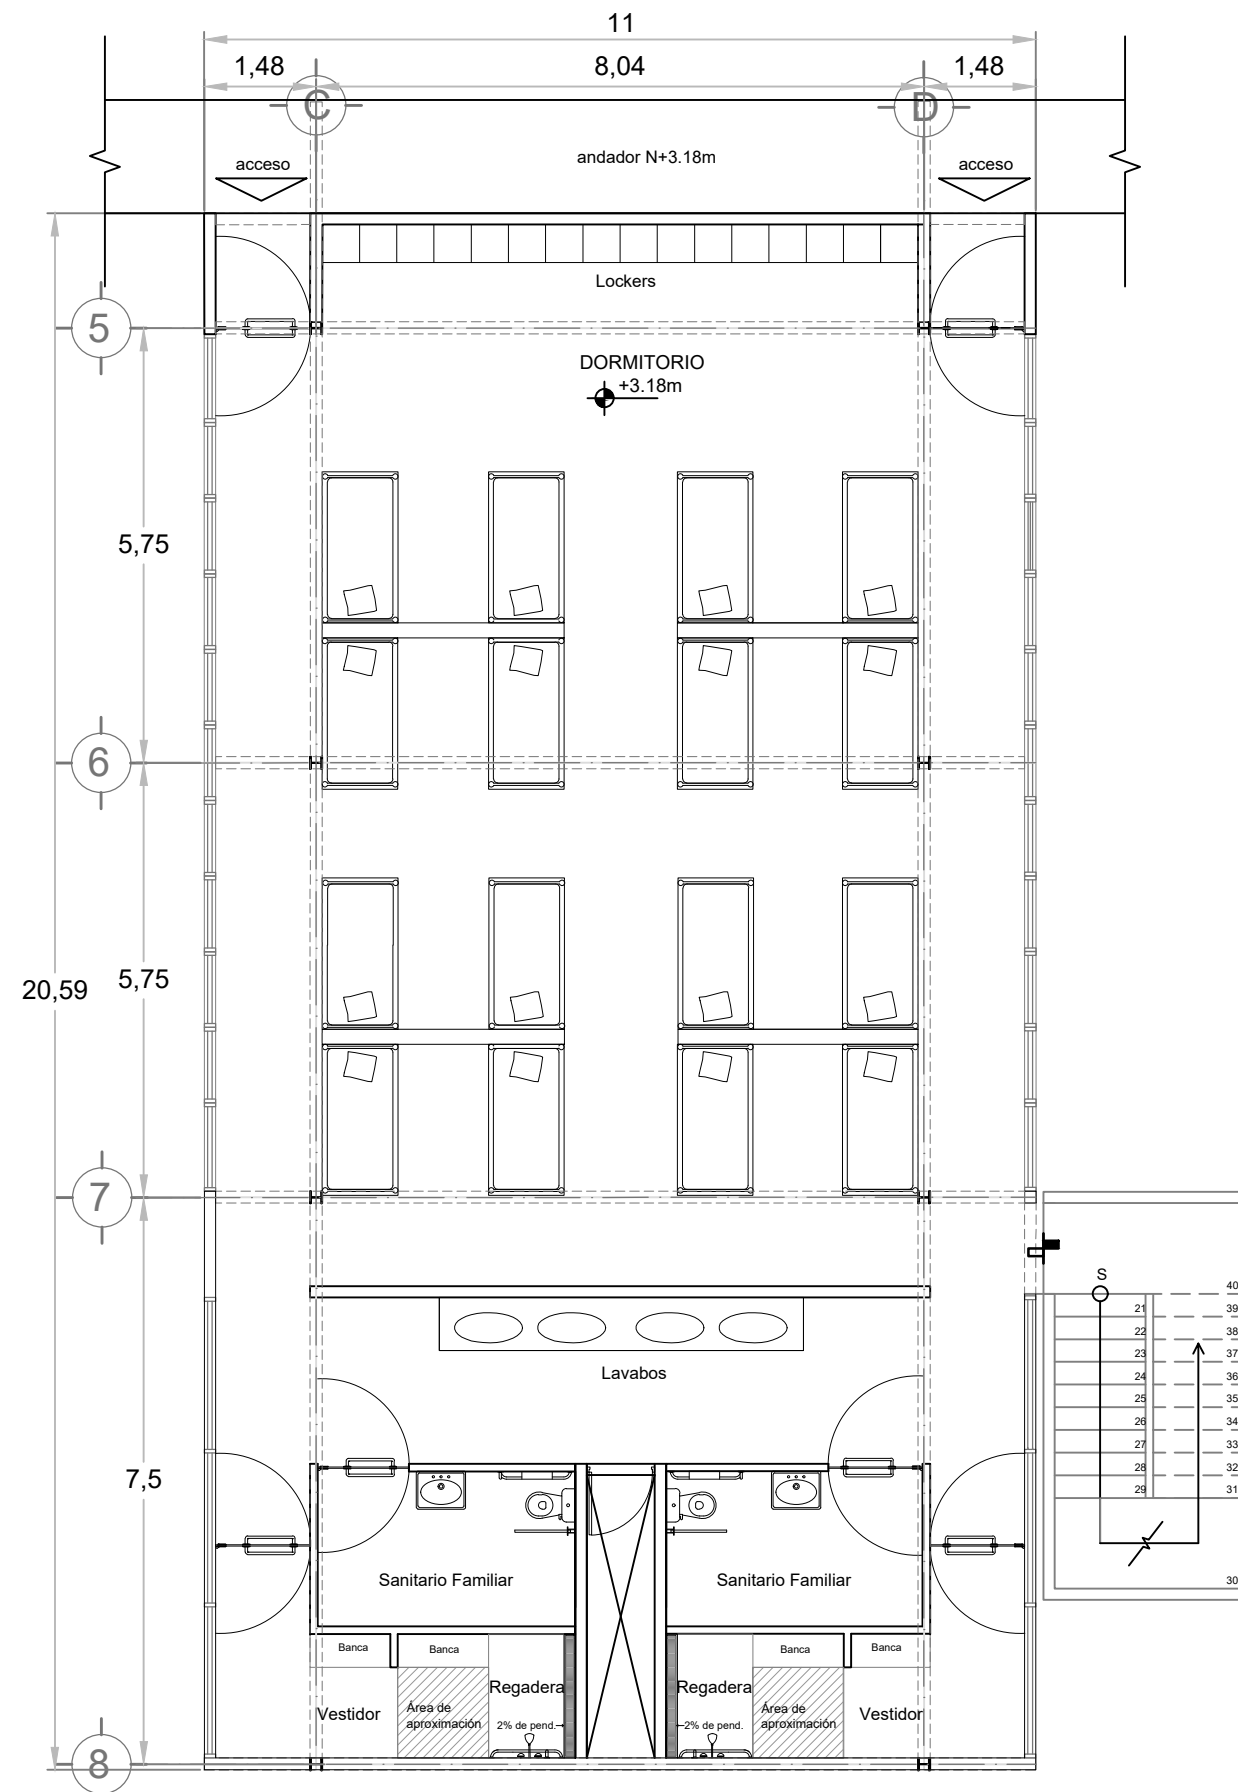 11
1,48
8,04
1,48
C
D
acceso
andador N+3.18m
acceso
Lockers
5
DORMITORIO
+3.18m
5,75
6
5,75
20,59
7
S
40
21
39
22
38
23
37
24
36
25
35
26
34
27
33
28
32
29
31
30
Lavabos
7,5
Sanitario Familiar
Sanitario Familiar
Banca
Banca
Banca
Banca
Vestidor
Área de
aproximación
Regadera
2% de pend.
Regadera
2% de pend.
Área de
aproximación
Vestidor
8